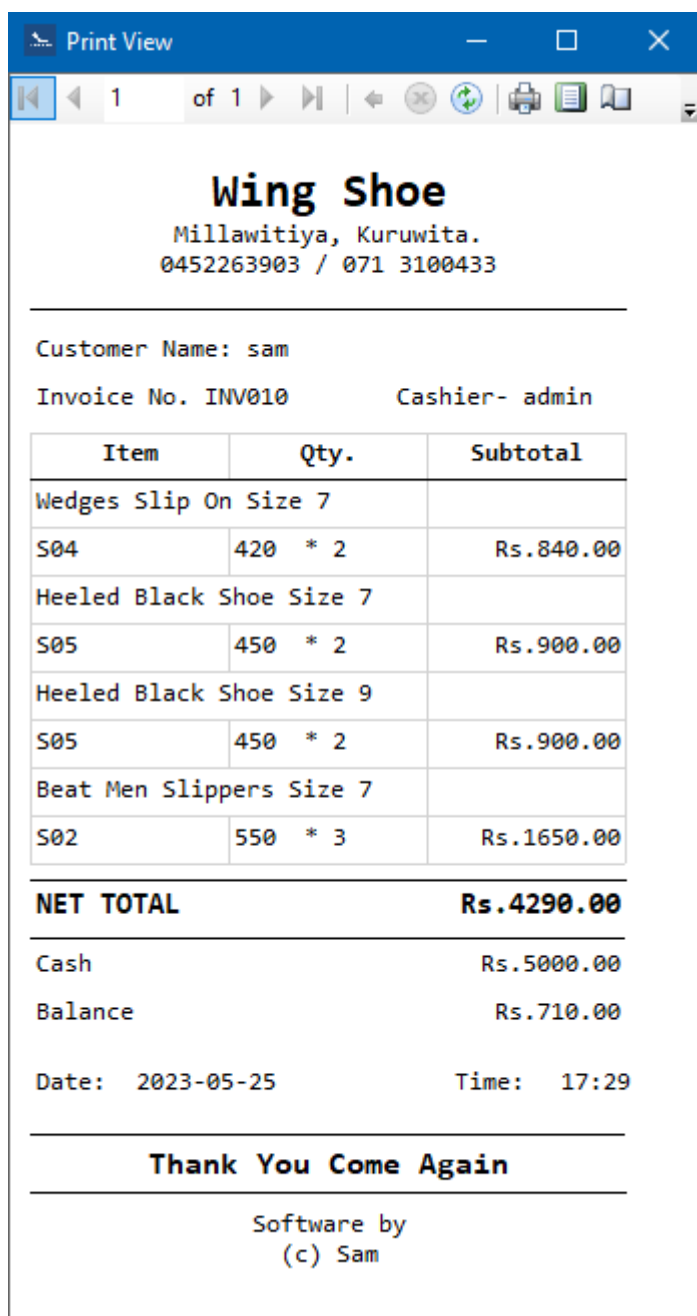 Print View
1 of 1
Wing Shoe
Millawitiya, Kuruwita.
0452263903 / 071 3100433
Customer Name: sam
Invoice No. INV010 Cashier- admin
Item Qty. Subtotal
Wedges Slip On Size 7
S04 420 * 2 Rs.840.00
Heeled Black Shoe Size 7
S05 450 * 2 Rs.900.00
Heeled Black Shoe Size 9
S05 450 * 2 Rs.900.00
Beat Men Slippers Size 7
S02 550 * 3 Rs.1650.00
NET TOTAL Rs.4290.00
Cash Rs.5000.00
Balance Rs.710.00
Date: 2023-05-25 Time: 17:29
Thank You Come Again
Software by
(c) Sam